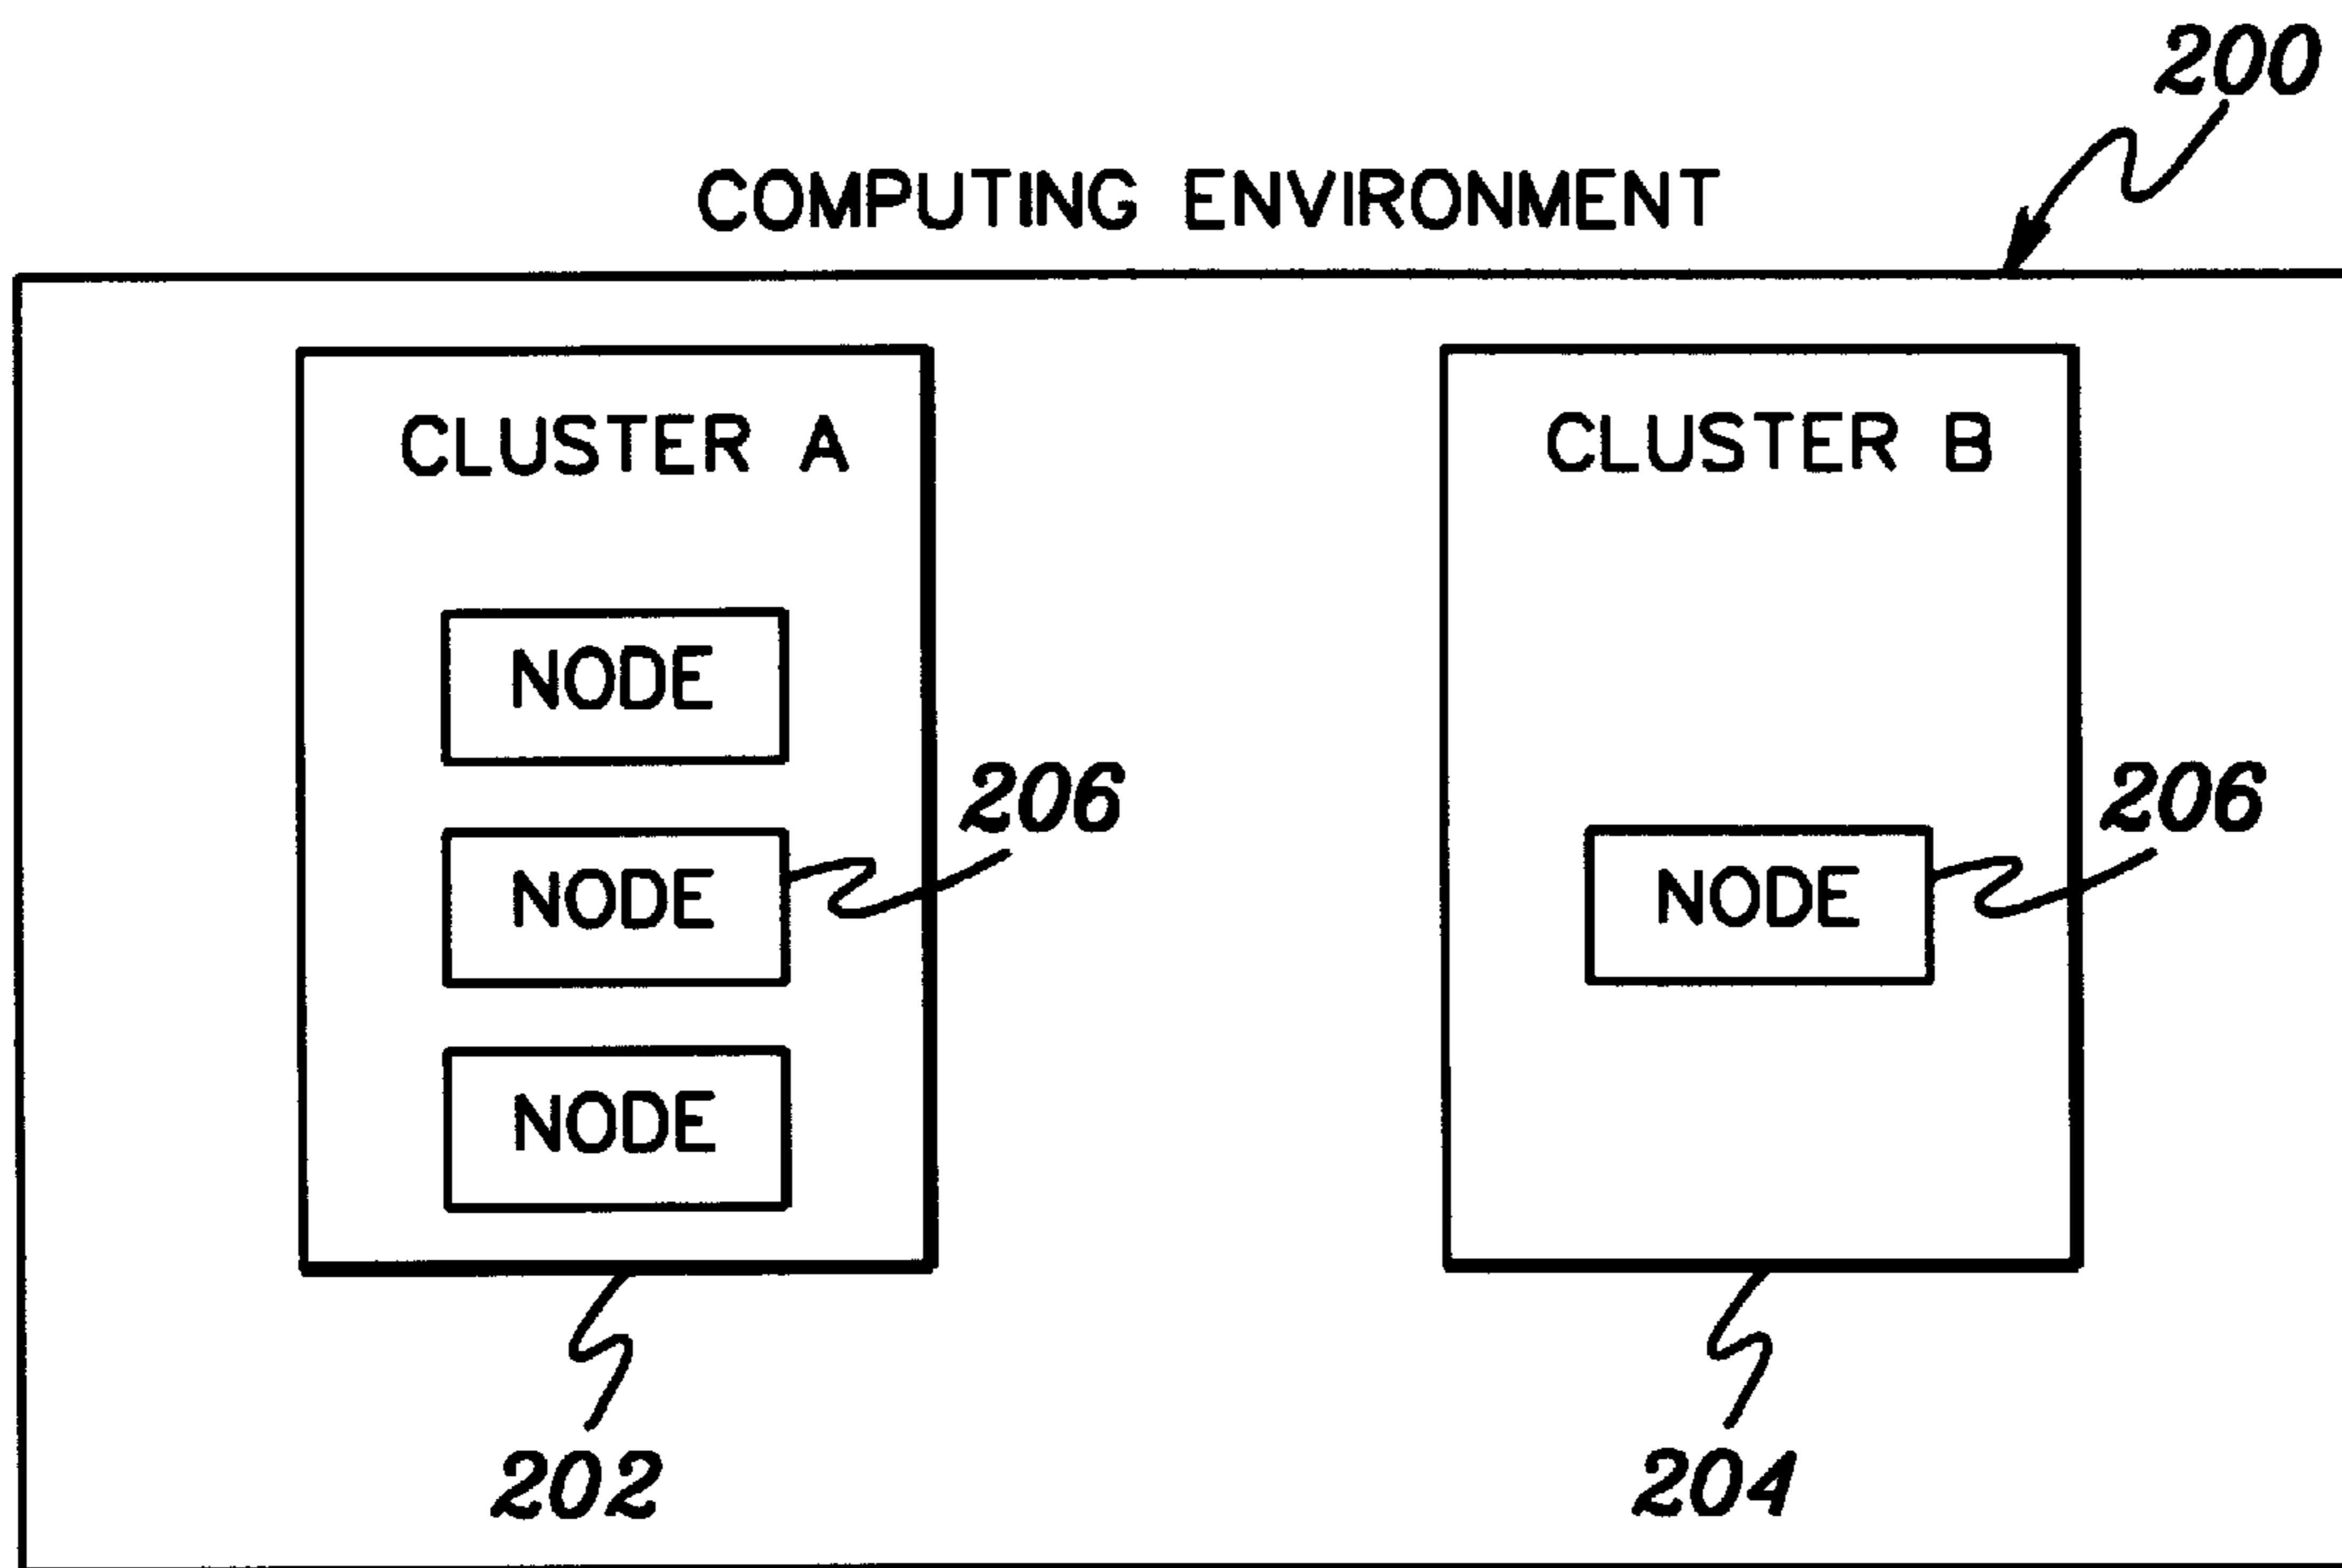 200
COMPUTING ENVIRONMENT
CLUSTER A
CLUSTER B
NODE
206
206
NODE
NODE
NODE
202
204